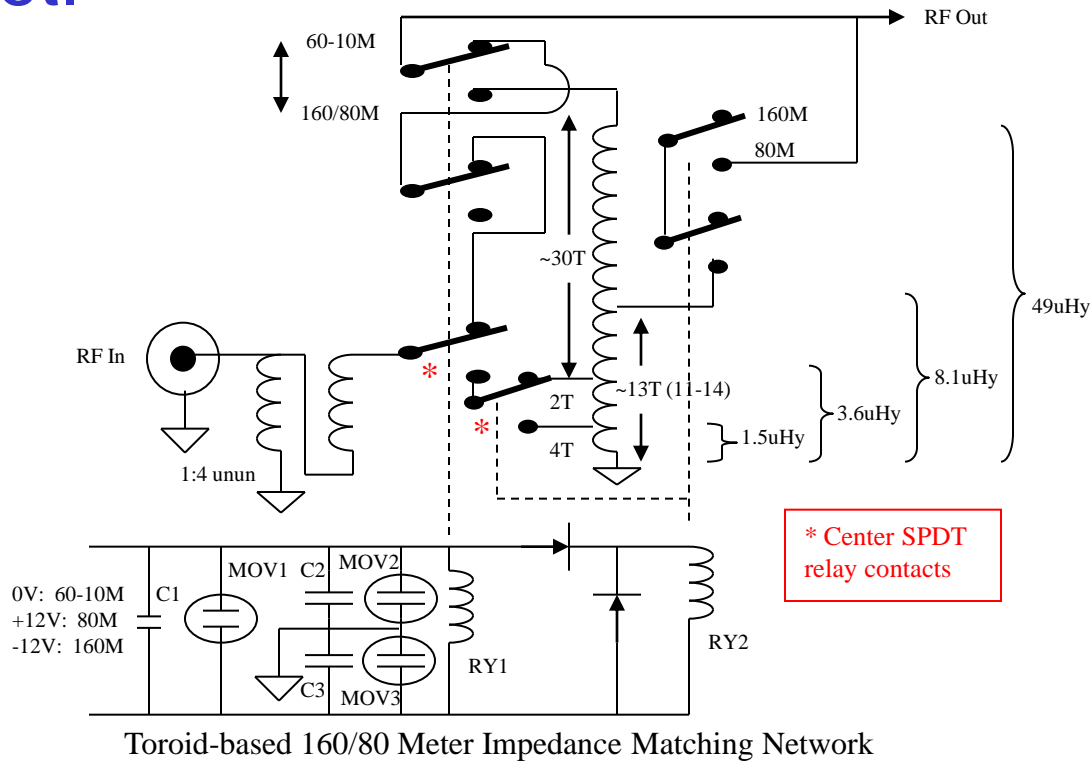 RF Out
60-10M
160/80M
160M
80M
~30T
49uHy
RF In
*
~13T (11-14)
8.1uHy
2T
3.6uHy
*
4T
1.5uHy
1:4 unun
* Center SPDT
relay contacts
MOV1
C2
MOV2
0V: 60-10M
C1
+12V: 80M
-12V: 160M
RY1
RY2
C3
MOV3
Toroid-based 160/80 Meter Impedance Matching Network